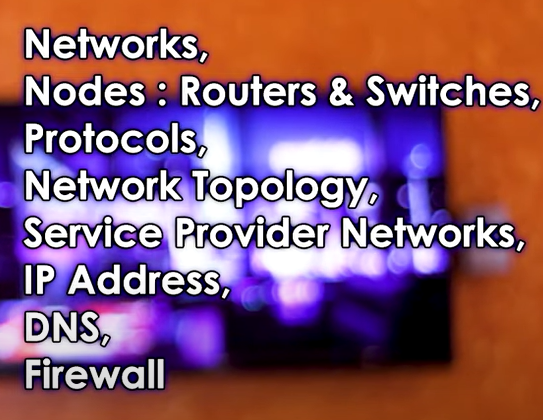 Networks,
Nodes : Routers & Switches,
Protocols,
Network Topology,
Service Provider Networks,
IP Address,
DNS,
Firewall